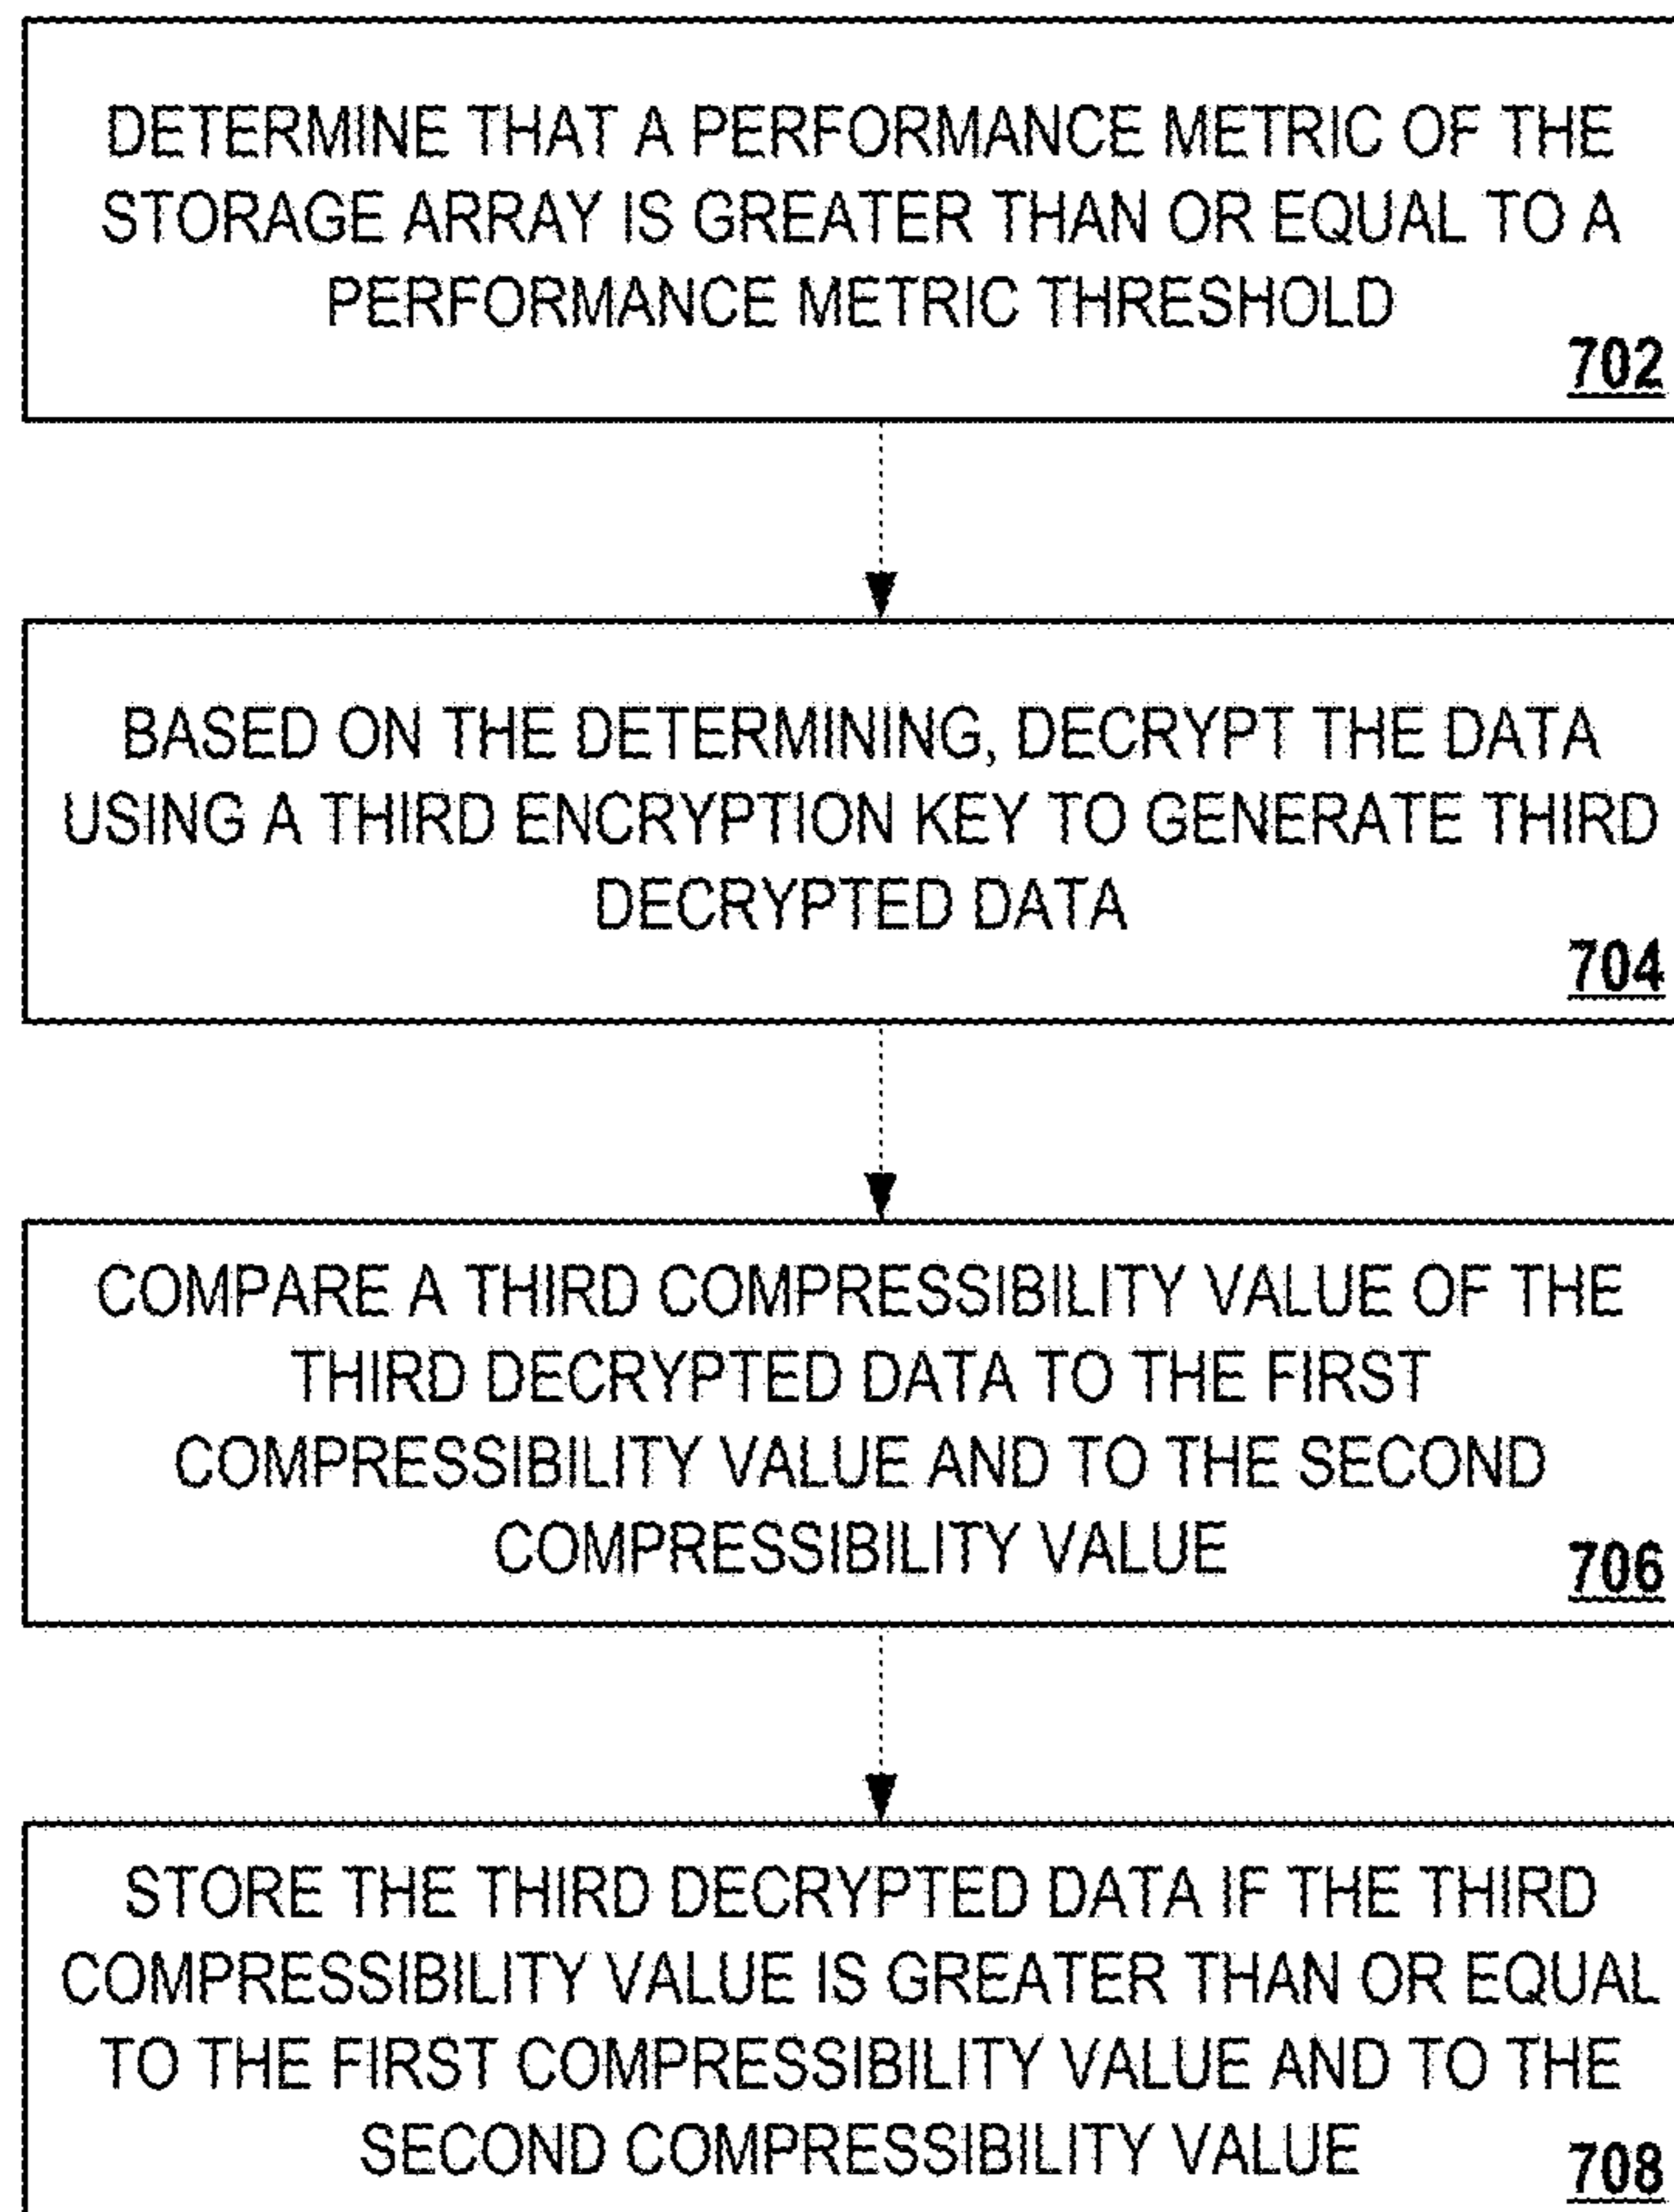 DETERMINE THAT A PERFORMANCE METRIC OF THE
STORAGE ARRAY IS GREATER THAN OR EQUAL TO A
PERFORMANCE METRIC THRESHOLD
702
BASED ON THE DETERMINING, DECRYPT THE DATA
USING A THIRD ENCRYPTION KEY TO GENERATE THIRD
DECRYPTED DATA
704
COMPARE A THIRD COMPRESSIBILITY VALUE OF THE
THIRD DECRYPTED DATA TO THE FIRST
COMPRESSIBILITY VALUE AND TO THE SECOND
COMPRESSIBILITY VALUE
706
STORE THE THIRD DECRYPTED DATA IF THE THIRD
COMPRESSIBILITY VALUE IS GREATER THAN OR EQUAL
TO THE FIRST COMPRESSIBILITY VALUE AND TO THE
SECOND COMPRESSIBILITY VALUE
708